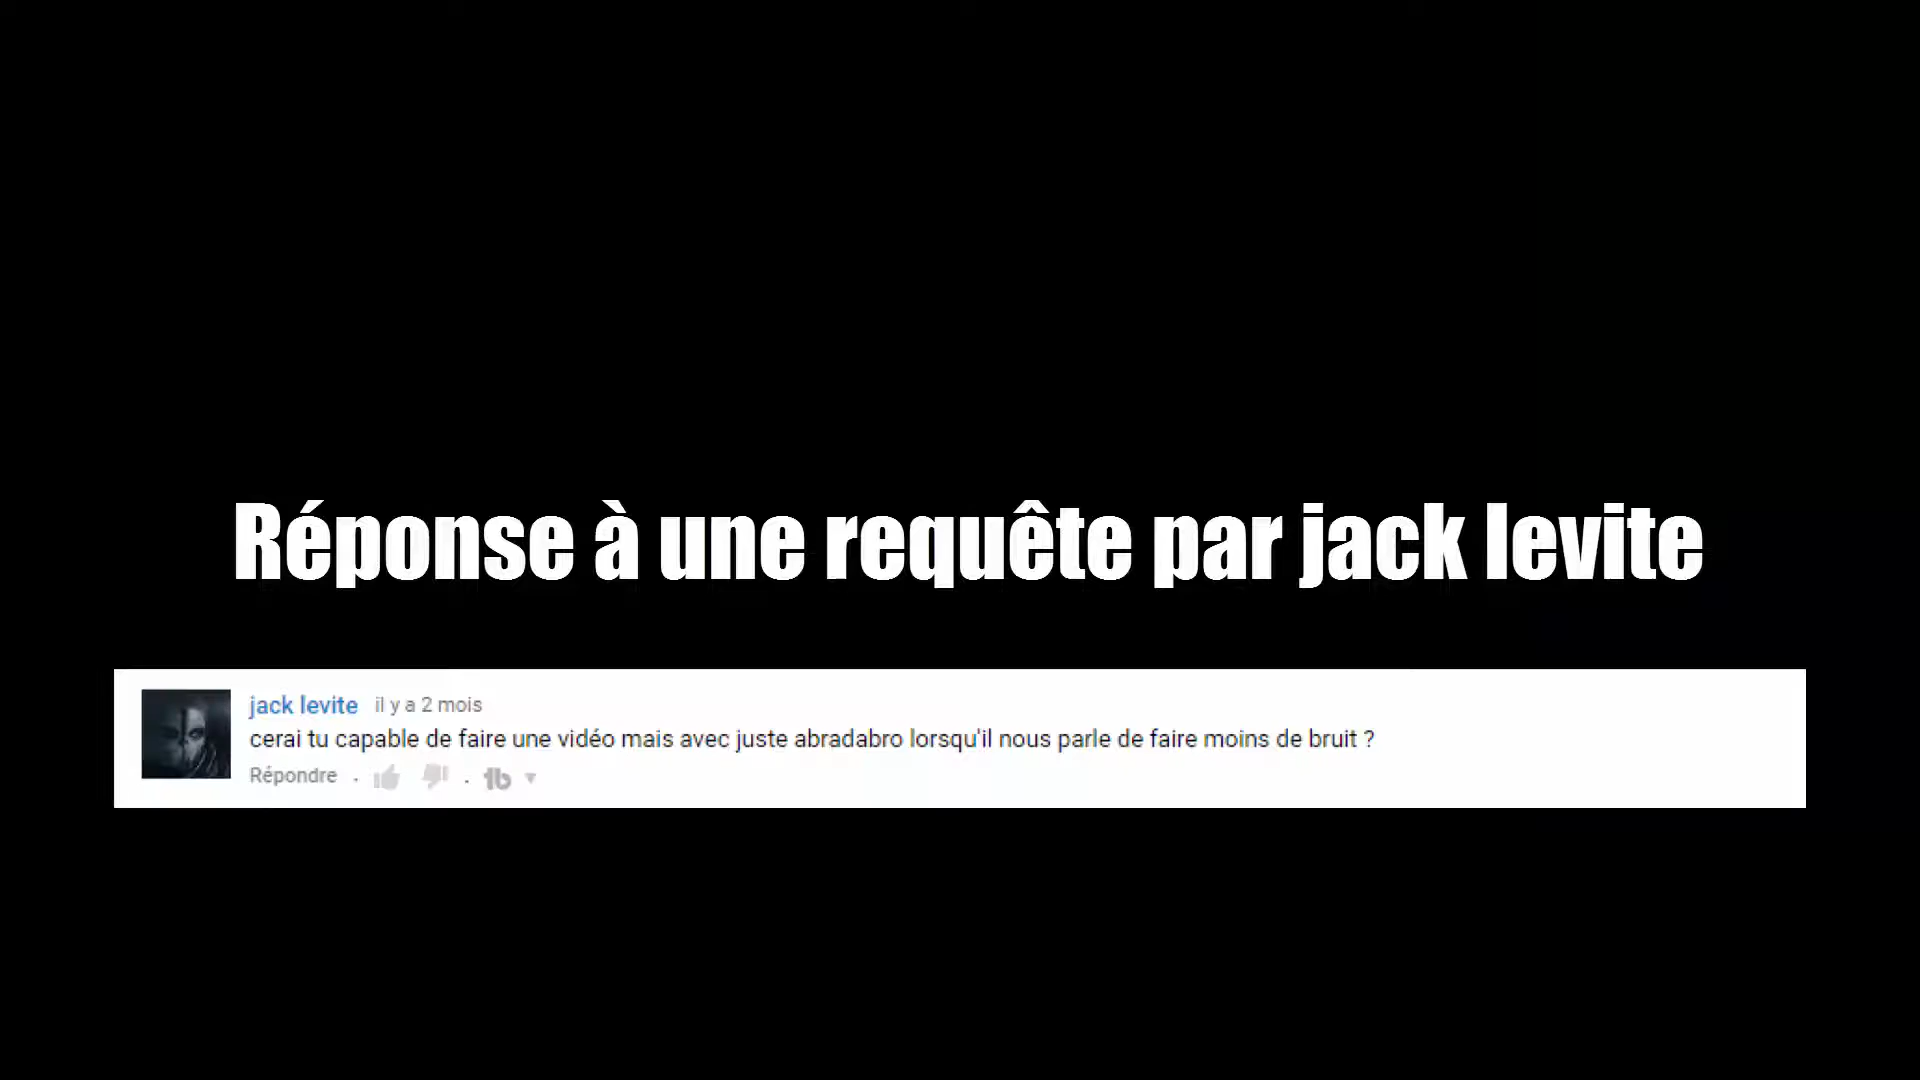 Réponse à une requête par jack levite
jack levite il y a 2 mois
cerai tu capable de faire une vidéo mais avec juste abradabro lorsqu'il nous parle de faire moins de bruit ?
Répondre